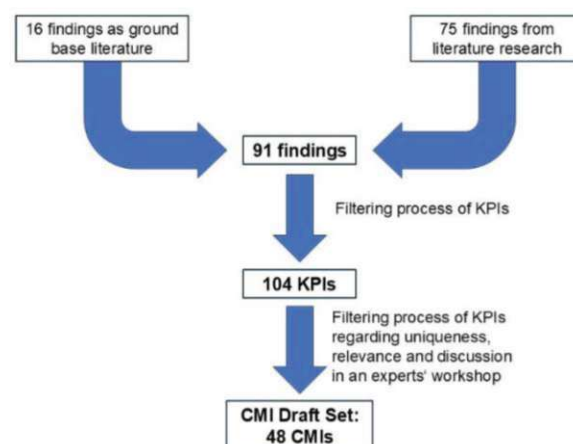 16 findings as ground
base literature
75 findings from
literature research
91 findings
Filtering process of KPIs
104 KPIs
Filtering process of KPIs
regarding uniqueness,
relevance and discussion
in an experts‘ workshop
CMI Draft Set:
48 CMIs